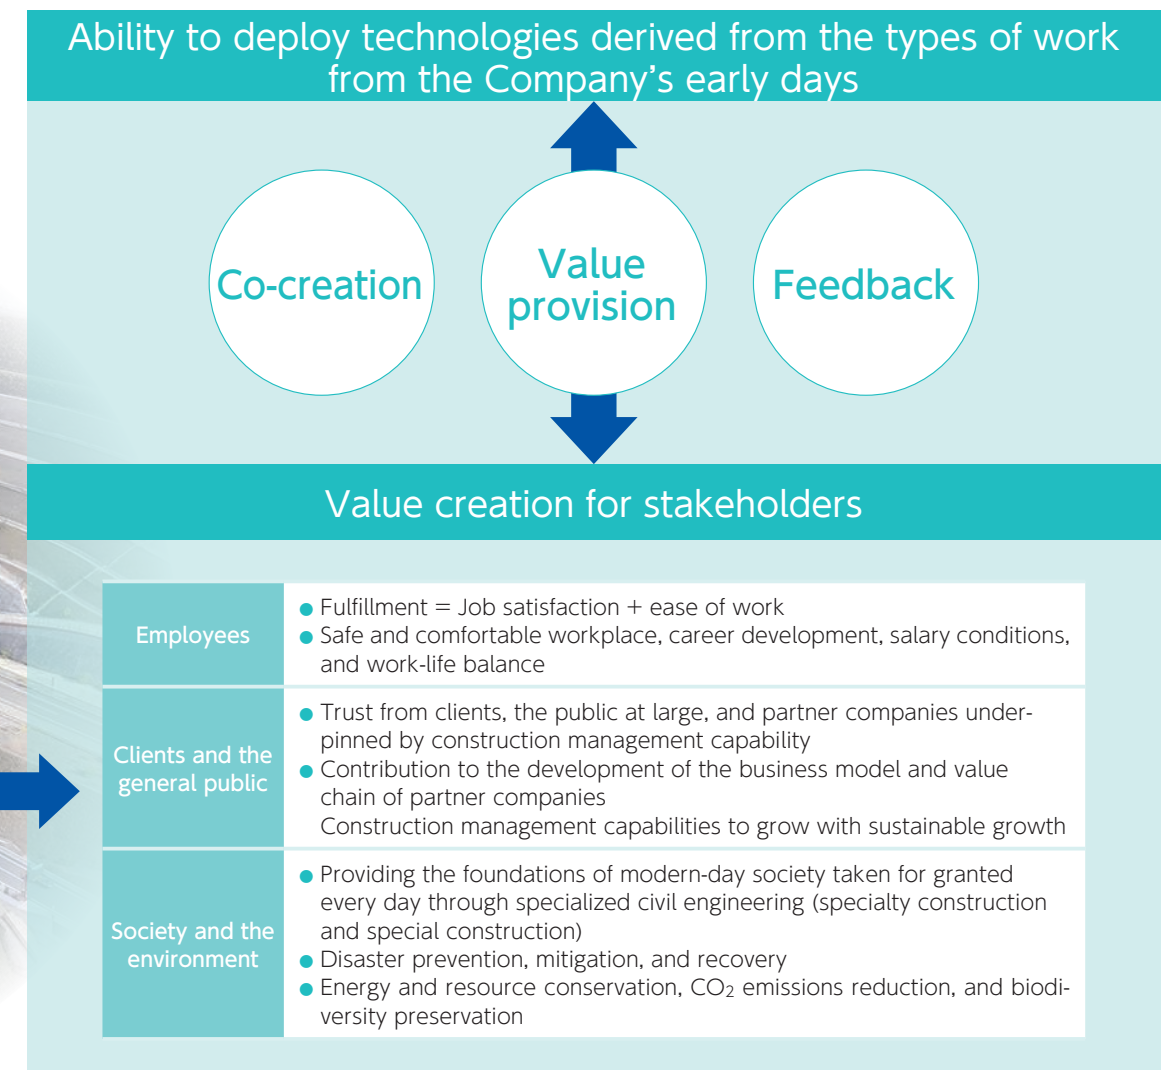 Ability to deploy technologies derived from the types of work
from the Company's early days
Co-creation
Value
provision
Feedback
Value creation for stakeholders
Employees
● Fulfillment = Job satisfaction + ease of work
● Safe and comfortable workplace, career development, salary conditions,
and work-life balance
Clients and the
general public
● Trust from clients, the public at large, and partner companies under-
pinned by construction management capability
● Contribution to the development of the business model and value
chain of partner companies
Construction management capabilities to grow with sustainable growth
Society and the
environment
● Providing the foundations of modern-day society taken for granted
every day through specialized civil engineering (specialty construction
and special construction)
● Disaster prevention, mitigation, and recovery
● Energy and resource conservation, CO₂ emissions reduction, and biodi-
versity preservation